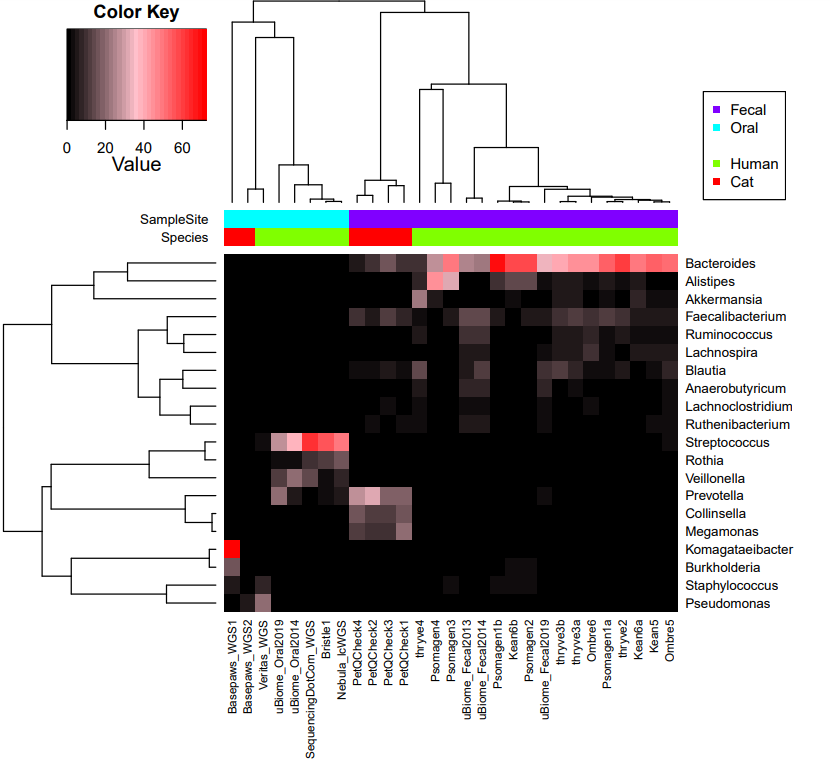 Color Key
0 20 40 60
Value
Fecal
Oral
Human
Cat
SampleSite
Species
Bacteroides
Alistipes
Akkermansia
Faecalibacterium
Ruminococcus
Lachnospira
Blautia
Anaerobutyricum
Lachnoclostridium
Ruthenibacterium
Streptococcus
Rothia
Veillonella
Prevotella
Collinsella
Megamonas
Komagataeibacter
Burkholderia
Staphylococcus
Pseudomonas
Basepaws_WGS1
Basepaws_WGS2
Veritas_WGS
uBiome_Oral2019
uBiome_Oral2014
SequencingDotCom_WGS
Bristle1
Nebula_lcWGS
PetQCheck4
PetQCheck2
PetQCheck3
PetQCheck1
thryve4
Psomagen4
Psomagen3
uBiome_Fecal2013
uBiome_Fecal2014
Psomagen1b
Kean6b
Psomagen2
uBiome_Fecal2019
thryve3b
thryve3a
Ombre6
Psomagen1a
thryve2
Kean6a
Kean5
Ombre5